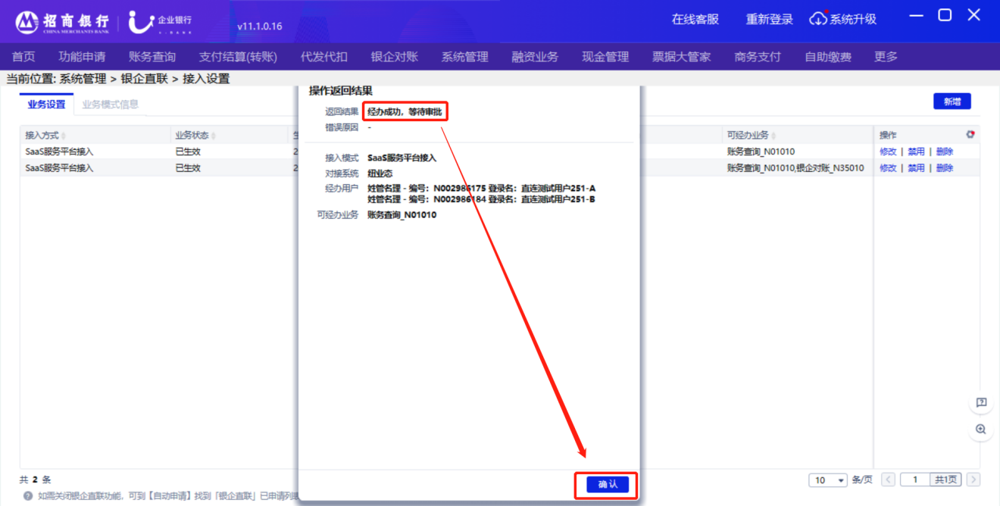 招商银行 企业银行
CHINA MERCHANTS BANK U-BANK
v11.1.0.16
在线客服 重新登录 系统升级
首页 功能申请 账务查询 支付结算(转账) 代发代扣 银企对账 系统管理 融资业务 现金管理 票据大管家 商务支付 自助缴费 更多
当前位置: 系统管理 > 银企直联 > 接入设置
业务设置 业务模式信息 新增
接入方式 业务状态 可经办业务 操作
SaaS服务平台接入 已生效 2 账务查询_N01010 修改 | 禁用 | 删除
SaaS服务平台接入 已生效 2 账务查询_N01010,银企对账_N35010 修改 | 禁用 | 删除
操作返回结果
返回结果 经办成功，等待审批
错误原因 -
接入模式 SaaS服务平台接入
对接系统 纽业态
经办用户 姓管名理 - 编号：N002986175 登录名：直连测试用户251-A
姓管名理 - 编号：N002986184 登录名：直连测试用户251-B
可经办业务 账务查询_N01010
确认
共 2 条 10 条/页 1 共1页
如需关闭银企直联功能，可到【自动申请】找到「银企直联」已申请列